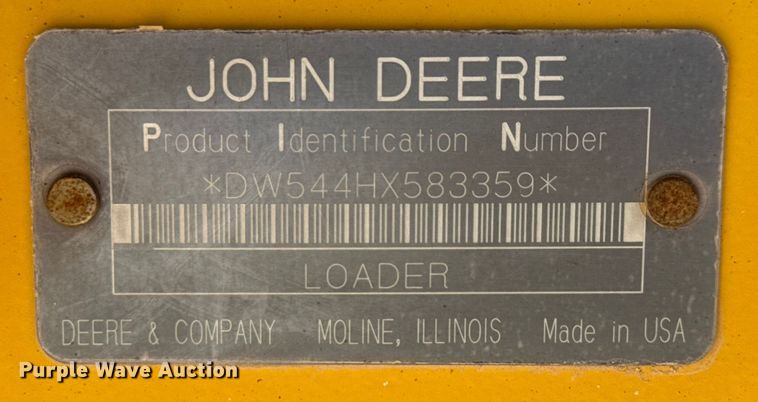 JOHN DEERE
Product Identification Number
*DW544HX583359*
LOADER
DEERE & COMPANY MOLINE, ILLINOIS Made in USA
Purple Wave Auction